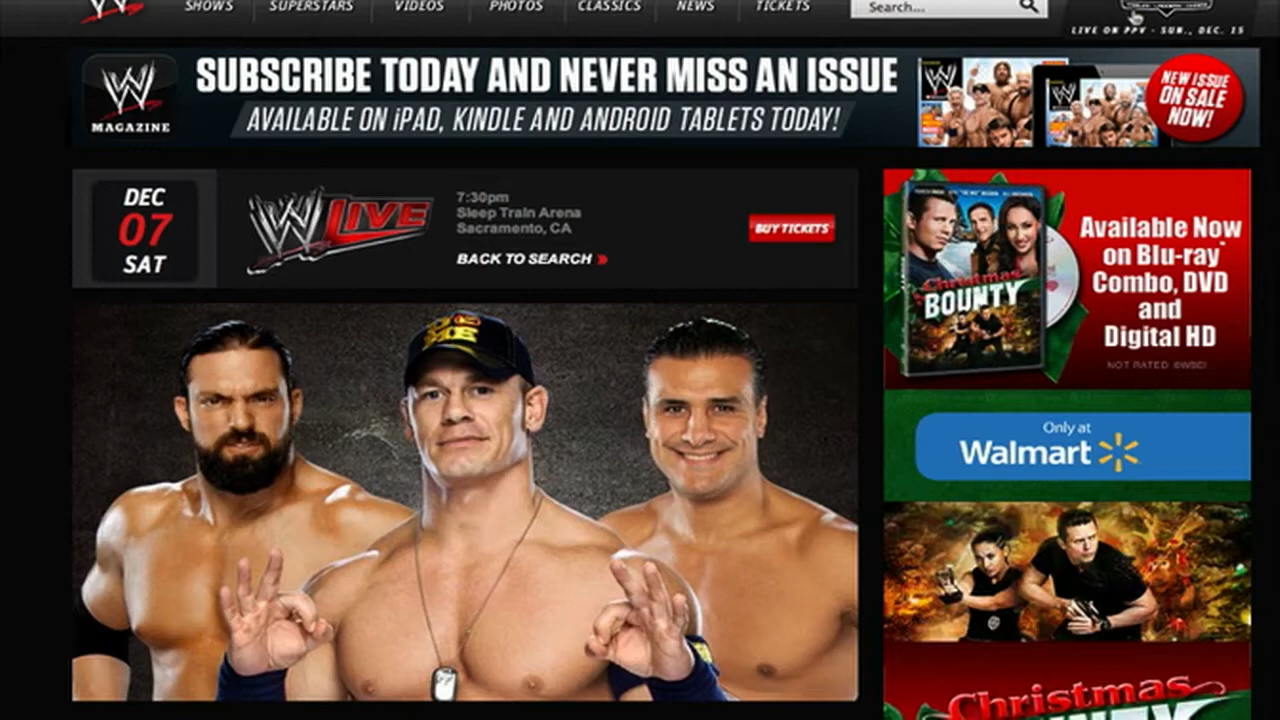 SHOWS
SUPERSTARS
VIDEOS
PHOTOS
CLASSICS
NEWS
TICKETS
Search...
LIVE ON PPV - SUN., DEC. 15
SUBSCRIBE TODAY AND NEVER MISS AN ISSUE
AVAILABLE ON iPAD, KINDLE AND ANDROID TABLETS TODAY!
W
MAGAZINE
NEW ISSUE
ON SALE
NOW!
DEC
07
SAT
W LIVE
7:30pm
Sleep Train Arena
Sacramento, CA
BACK TO SEARCH
BUY TICKETS
Available Now
on Blu-ray
Combo, DVD
and
Digital HD
Christmas
BOUNTY
Only at
Walmart
ME
Christmas